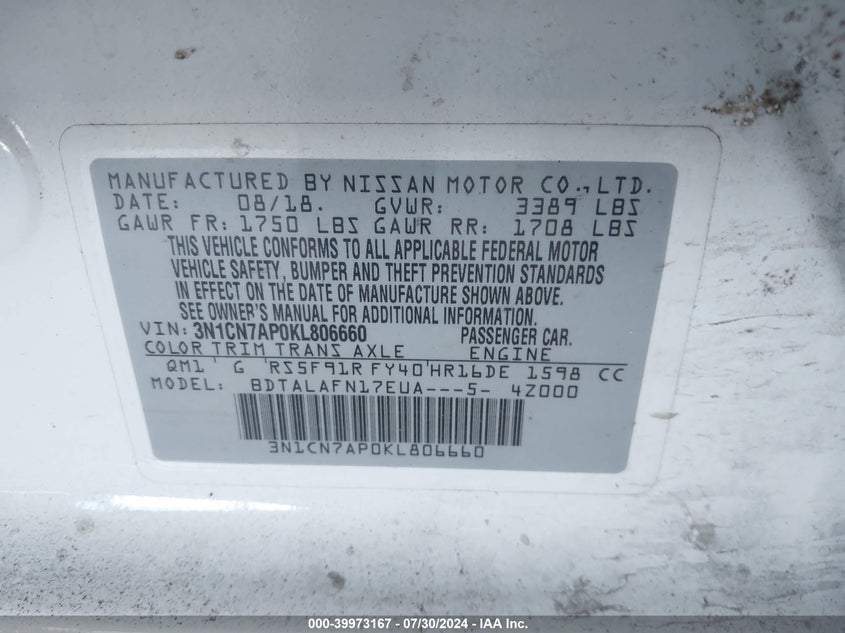 MANUFACTURED BY NISSAN MOTOR CO., LTD.
DATE: 08/18. GVWR: 3389 LBS
GAWR FR: 1750 LBS GAWR RR: 1708 LBS
THIS VEHICLE CONFORMS TO ALL APPLICABLE FEDERAL MOTOR
VEHICLE SAFETY, BUMPER AND THEFT PREVENTION STANDARDS
IN EFFECT ON THE DATE OF MANUFACTURE SHOWN ABOVE.
SEE OWNER'S MANUAL FOR ADDITIONAL INFORMATION.
VIN: 3N1CN7AP0KL806660 PASSENGER CAR.
COLOR TRIM TRANS AXLE ENGINE
QM1 G RS5F91R FY40 HR16DE 1598 CC
MODEL: BDTALAFN17EUA---5- 4Z000
3N1CN7AP0KL806660
000-39973167 / 07/30/2024 - IAA Inc.